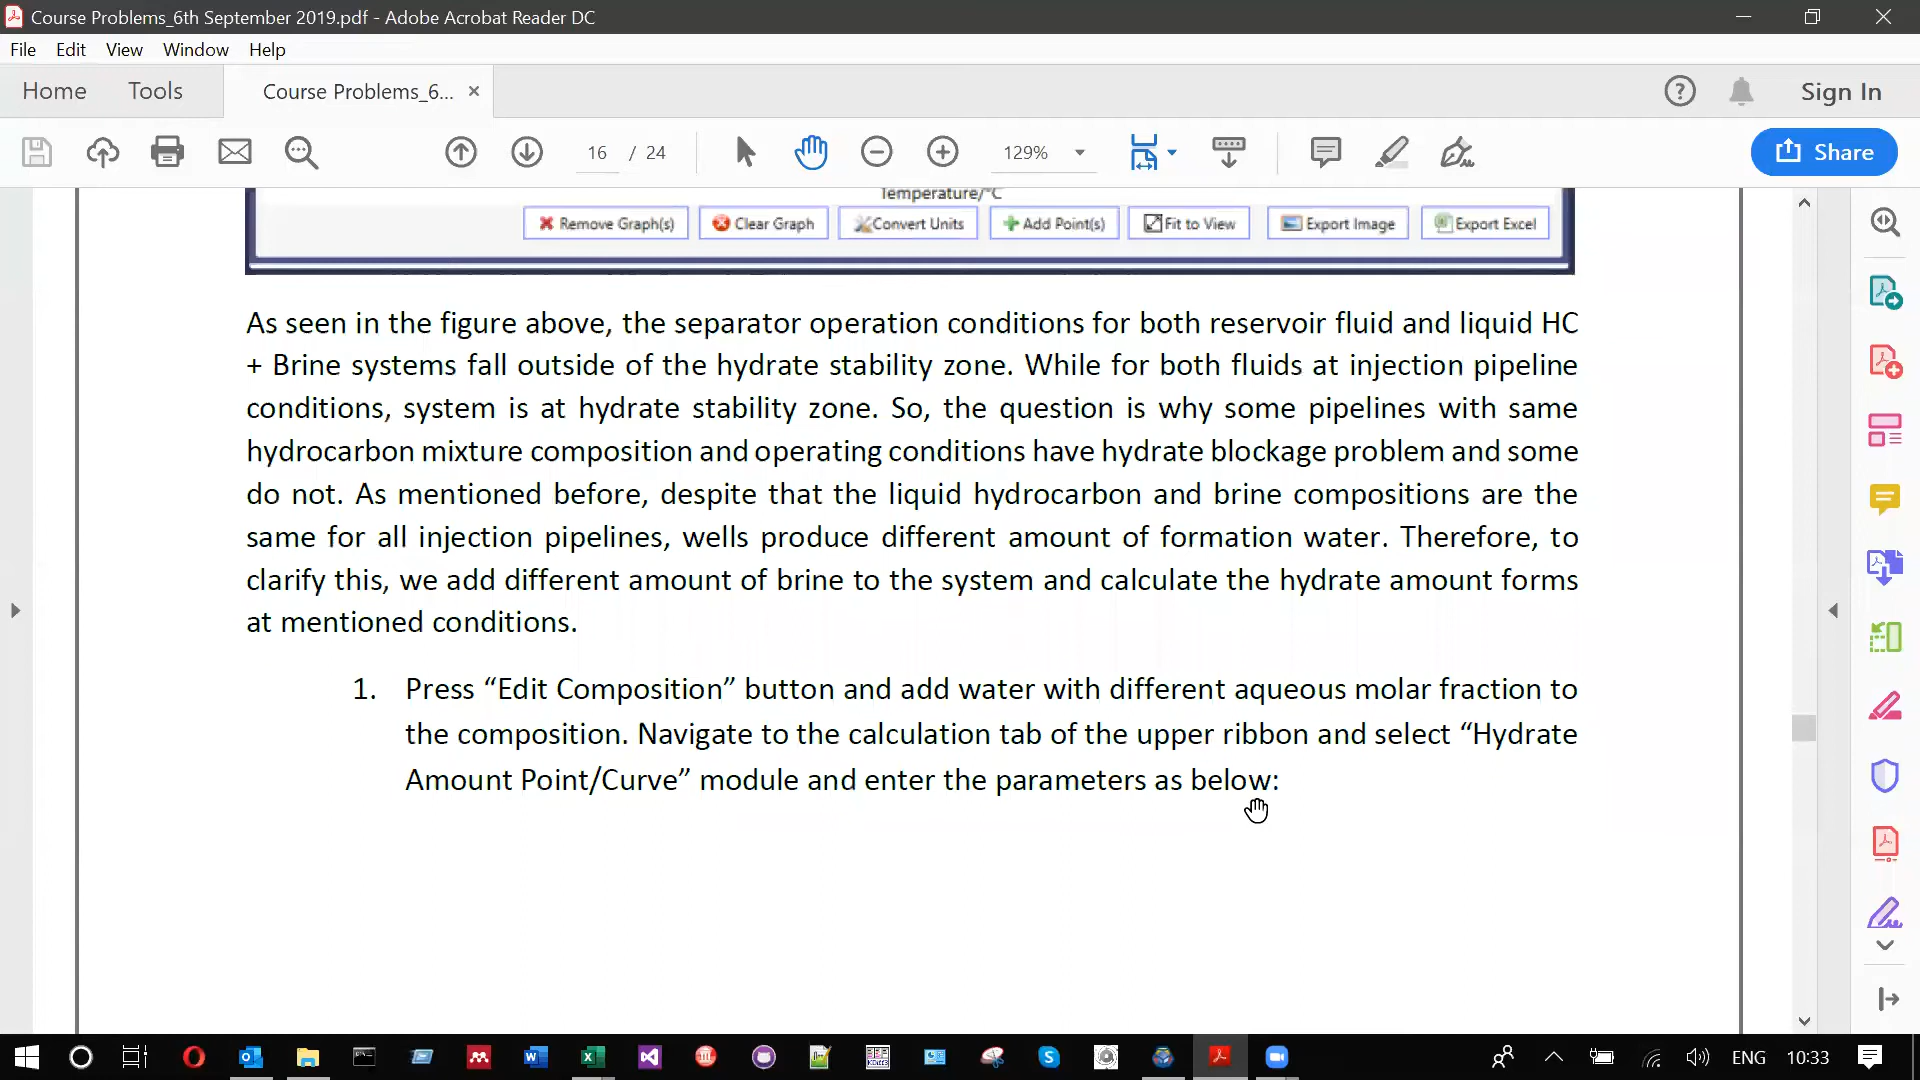 Course Problems_6th September 2019.pdf - Adobe Acrobat Reader DC
File Edit View Window Help
Home Tools Course Problems_6... × Sign In
16 / 24 129% Share
Temperature/°C
Remove Graph(s) Clear Graph Convert Units Add Point(s) Fit to View Export Image Export Excel
As seen in the figure above, the separator operation conditions for both reservoir fluid and liquid HC
+ Brine systems fall outside of the hydrate stability zone. While for both fluids at injection pipeline
conditions, system is at hydrate stability zone. So, the question is why some pipelines with same
hydrocarbon mixture composition and operating conditions have hydrate blockage problem and some
do not. As mentioned before, despite that the liquid hydrocarbon and brine compositions are the
same for all injection pipelines, wells produce different amount of formation water. Therefore, to
clarify this, we add different amount of brine to the system and calculate the hydrate amount forms
at mentioned conditions.
1. Press “Edit Composition” button and add water with different aqueous molar fraction to
the composition. Navigate to the calculation tab of the upper ribbon and select “Hydrate
Amount Point/Curve” module and enter the parameters as below:
ENG 10:33